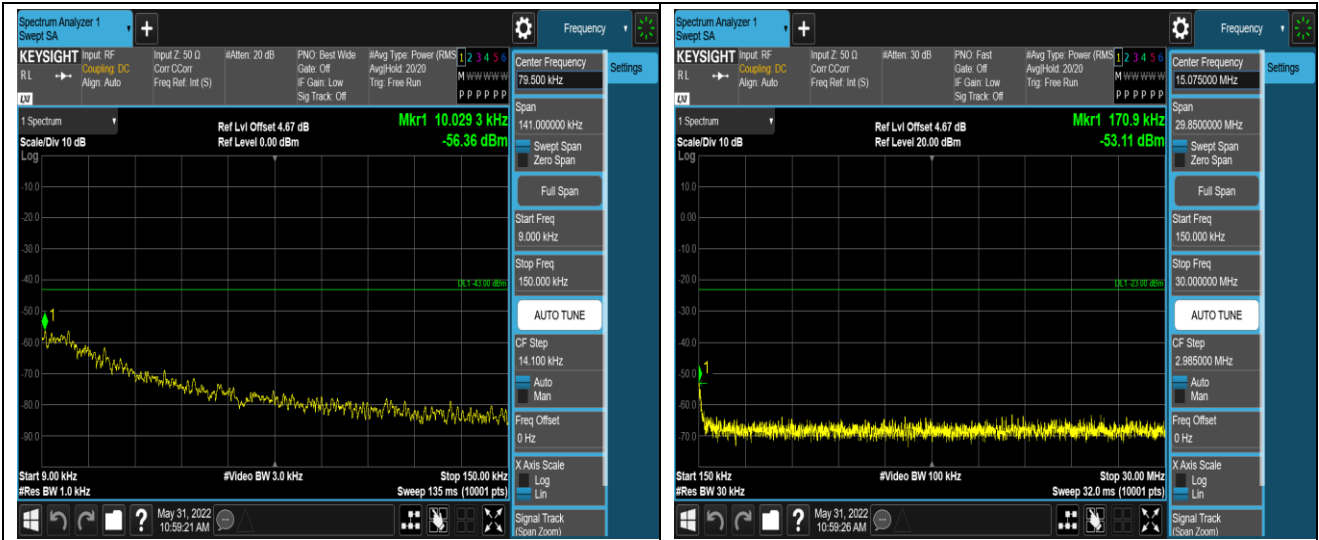 Spectrum Analyzer 1
Swept SA
+
Frequency
KEYSIGHT
Input: RF
Input Z: 50 Ω
#Atten: 20 dB
PNO: Best Wide
#Avg Type: Power (RMS
1 2 3 4 5 6
R L
Coupling: DC
Corr CCorr
Gate: Off
Avg|Hold: 20/20
M W W W W W
Align: Auto
Freq Ref: Int (S)
IF Gain: Low
Trig: Free Run
Sig Track: Off
P P P P P P
1 Spectrum
Ref Lvl Offset 4.67 dB
Mkr1 10.029 3 kHz
Scale/Div 10 dB
Ref Level 0.00 dBm
-56.36 dBm
Log
-10.0
-20.0
-30.0
-40.0
DL1 -43.00 dBm
-50.0
1
-60.0
-70.0
-80.0
-90.0
Start 9.00 kHz
#Video BW 3.0 kHz
Stop 150.00 kHz
#Res BW 1.0 kHz
Sweep 135 ms (10001 pts)
?
May 31, 2022
10:59:21 AM
Center Frequency
79.500 kHz
Settings
Span
141.000000 kHz
Swept Span
Zero Span
Full Span
Start Freq
9.000 kHz
Stop Freq
150.000 kHz
AUTO TUNE
CF Step
14.100 kHz
Auto
Man
Freq Offset
0 Hz
X Axis Scale
Log
Lin
Signal Track
(Span Zoom)
Spectrum Analyzer 1
Swept SA
+
Frequency
KEYSIGHT
Input: RF
Input Z: 50 Ω
#Atten: 30 dB
PNO: Fast
#Avg Type: Power (RMS
1 2 3 4 5 6
R L
Coupling: DC
Corr CCorr
Gate: Off
Avg|Hold: 20/20
M W W W W W
Align: Auto
Freq Ref: Int (S)
IF Gain: Low
Trig: Free Run
Sig Track: Off
P P P P P P
1 Spectrum
Ref Lvl Offset 4.67 dB
Mkr1 170.9 kHz
Scale/Div 10 dB
Ref Level 20.00 dBm
-53.11 dBm
Log
10.0
0.00
-10.0
-20.0
DL1 -23.00 dBm
-30.0
-40.0
-50.0
1
-60.0
-70.0
Start 150 kHz
#Video BW 100 kHz
Stop 30.00 MHz
#Res BW 30 kHz
Sweep 32.0 ms (10001 pts)
?
May 31, 2022
10:59:26 AM
Center Frequency
15.075000 MHz
Settings
Span
29.8500000 MHz
Swept Span
Zero Span
Full Span
Start Freq
150.000 kHz
Stop Freq
30.000000 MHz
AUTO TUNE
CF Step
2.985000 MHz
Auto
Man
Freq Offset
0 Hz
X Axis Scale
Log
Lin
Signal Track
(Span Zoom)